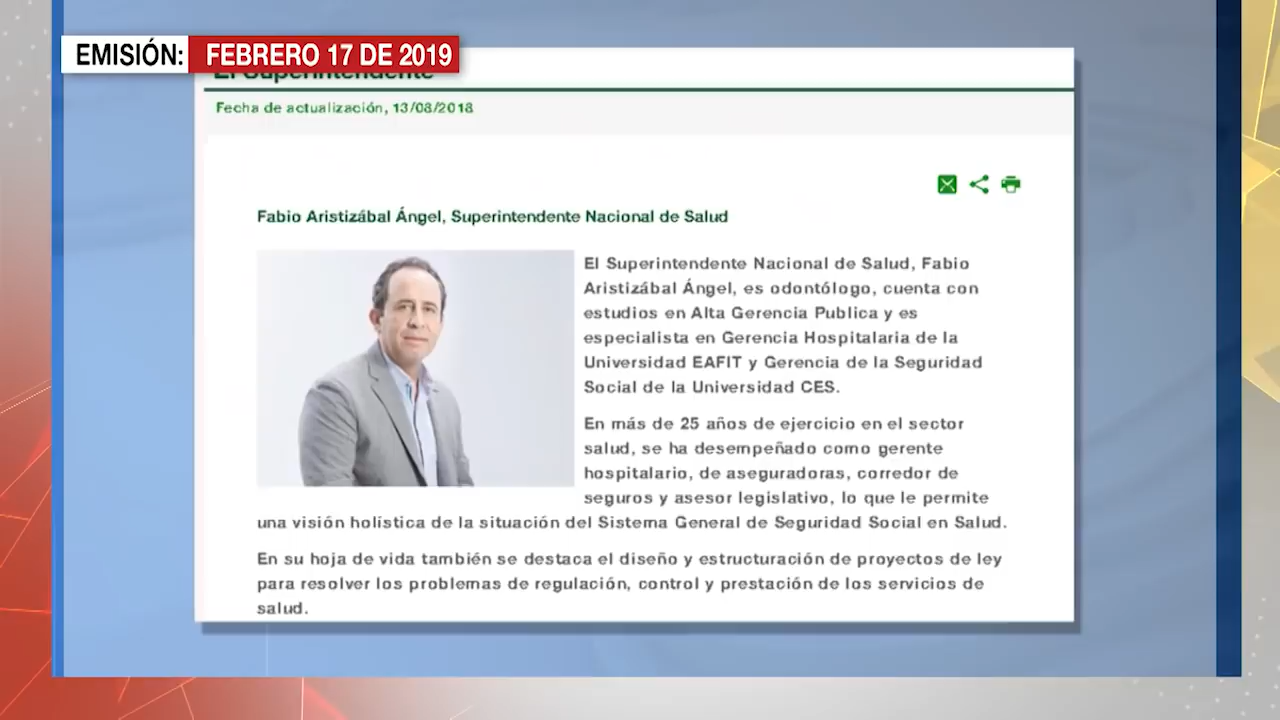 EMISIÓN: FEBRERO 17 DE 2019
El Superintendente
Fecha de actualización, 13/08/2018
Fabio Aristizábal Ángel, Superintendente Nacional de Salud
El Superintendente Nacional de Salud, Fabio
Aristizábal Ángel, es odontólogo, cuenta con
estudios en Alta Gerencia Publica y es
especialista en Gerencia Hospitalaria de la
Universidad EAFIT y Gerencia de la Seguridad
Social de la Universidad CES.
En más de 25 años de ejercicio en el sector
salud, se ha desempeñado como gerente
hospitalario, de aseguradoras, corredor de
seguros y asesor legislativo, lo que le permite
una visión holística de la situación del Sistema General de Seguridad Social en Salud.
En su hoja de vida también se destaca el diseño y estructuración de proyectos de ley
para resolver los problemas de regulación, control y prestación de los servicios de
salud.